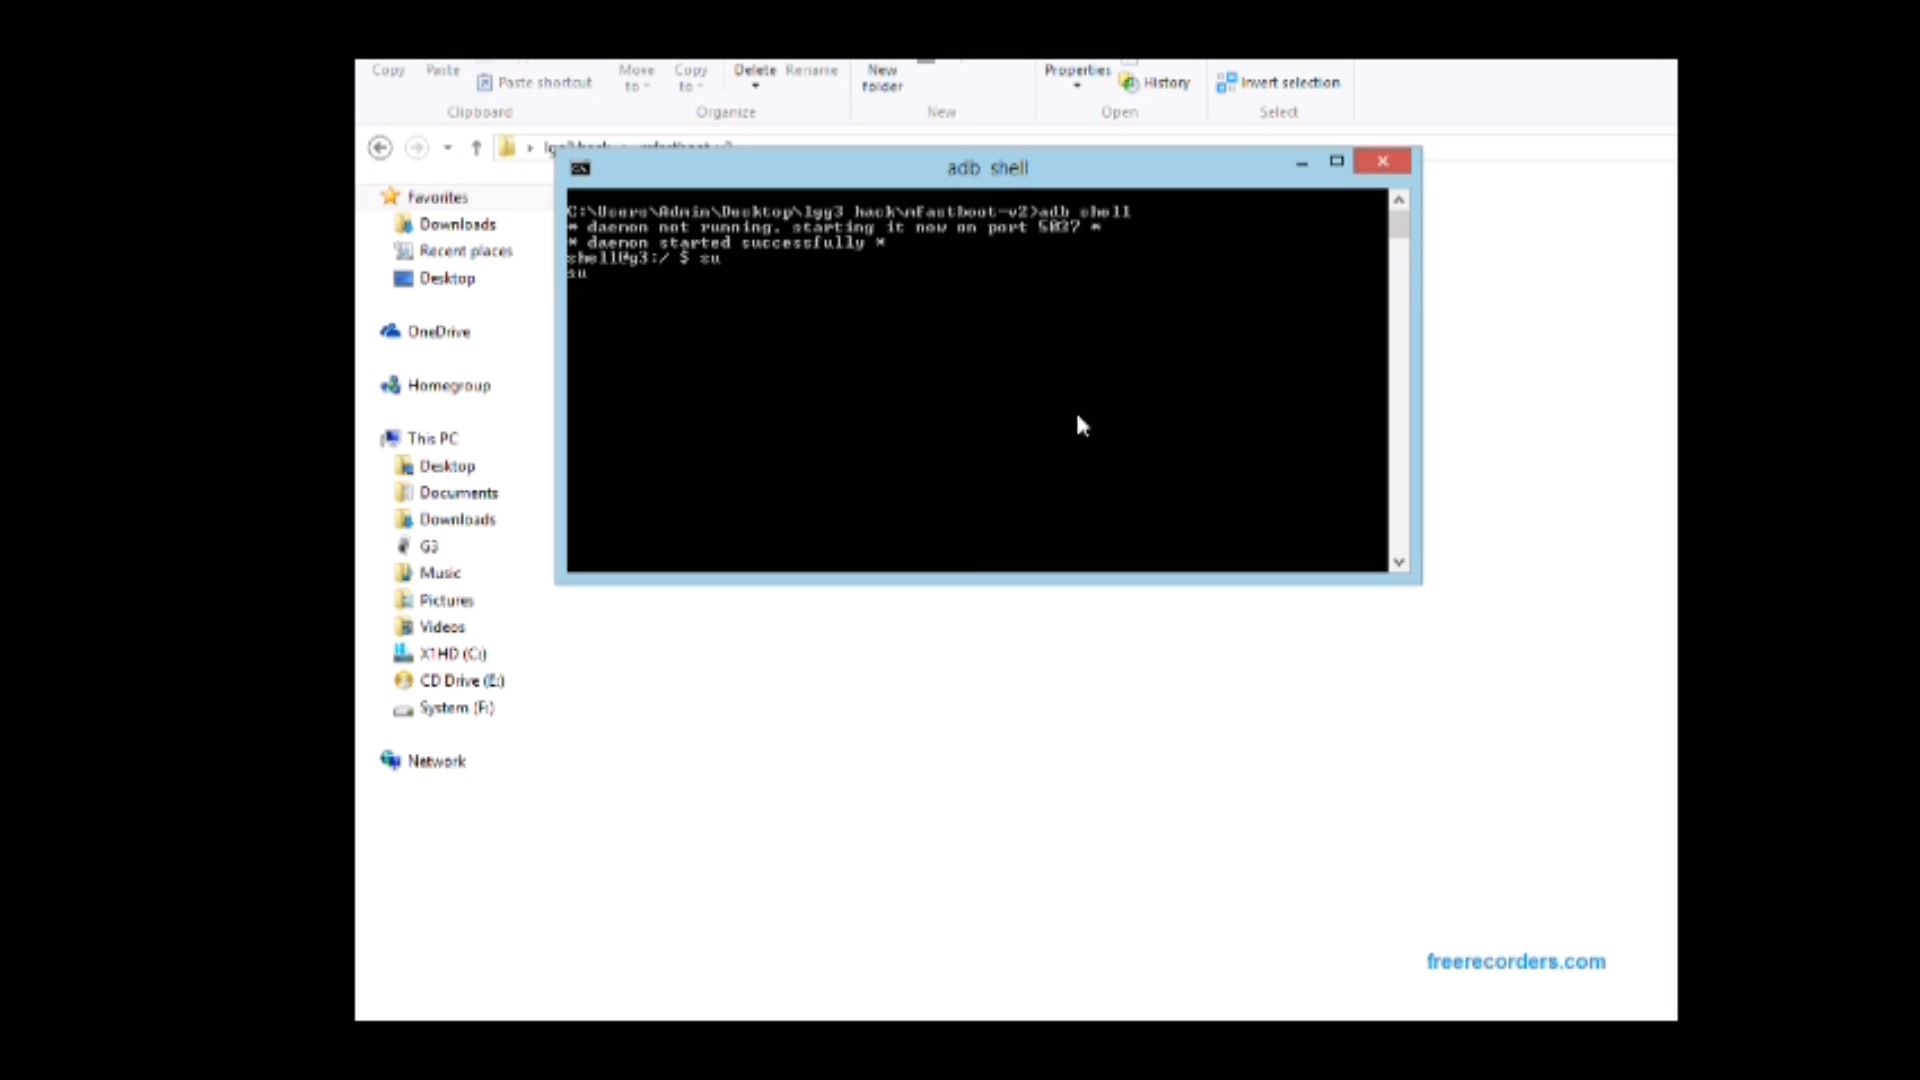 Copy Paste
Paste shortcut
Move to
Copy to
Delete Rename
New folder
Properties
History
Invert selection
Clipboard Organize New Open Select
adb shell
C:\Users\Admin\Desktop\lgg3 hack\mfastboot-v2>adb shell
* daemon not running. starting it now on port 5037 *
* daemon started successfully *
shell@g3:/ $ su
su
Favorites
Downloads
Recent places
Desktop
OneDrive
Homegroup
This PC
Desktop
Documents
Downloads
G3
Music
Pictures
Videos
X1HD (C:)
CD Drive (E:)
System (F:)
Network
freerecorders.com